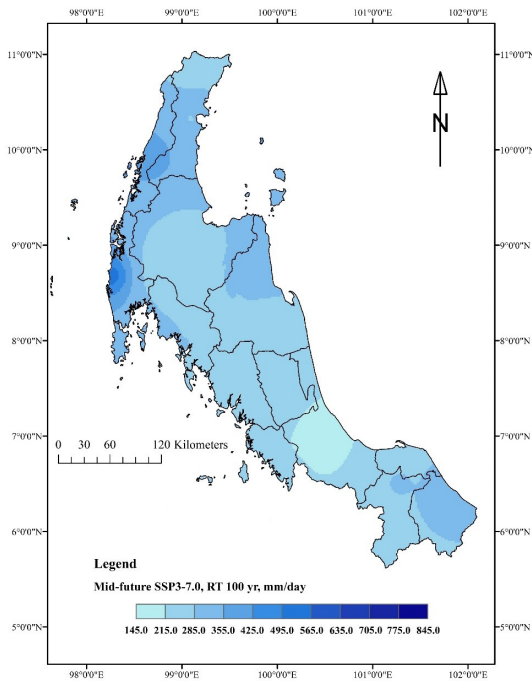 98°0'0"E 99°0'0"E 100°0'0"E 101°0'0"E 102°0'0"E
11°0'0"N 11°0'0"N
N
10°0'0"N 10°0'0"N
9°0'0"N 9°0'0"N
8°0'0"N 8°0'0"N
7°0'0"N 7°0'0"N
0 30 60 120 Kilometers
6°0'0"N 6°0'0"N
Legend
Mid-future SSP3-7.0, RT 100 yr, mm/day
145.0 215.0 285.0 355.0 425.0 495.0 565.0 635.0 705.0 775.0 845.0
5°0'0"N 5°0'0"N
98°0'0"E 99°0'0"E 100°0'0"E 101°0'0"E 102°0'0"E